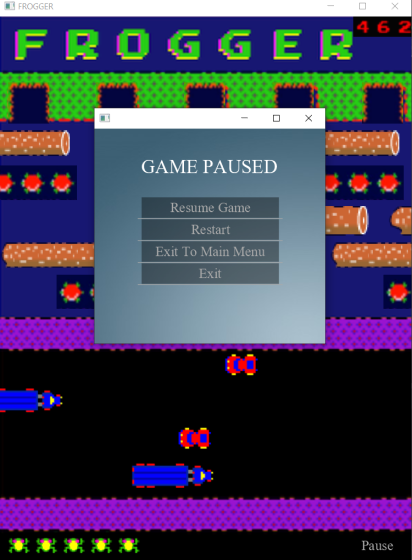 FROGGER
FROGGER
462
GAME PAUSED
Resume Game
Restart
Exit To Main Menu
Exit
Pause